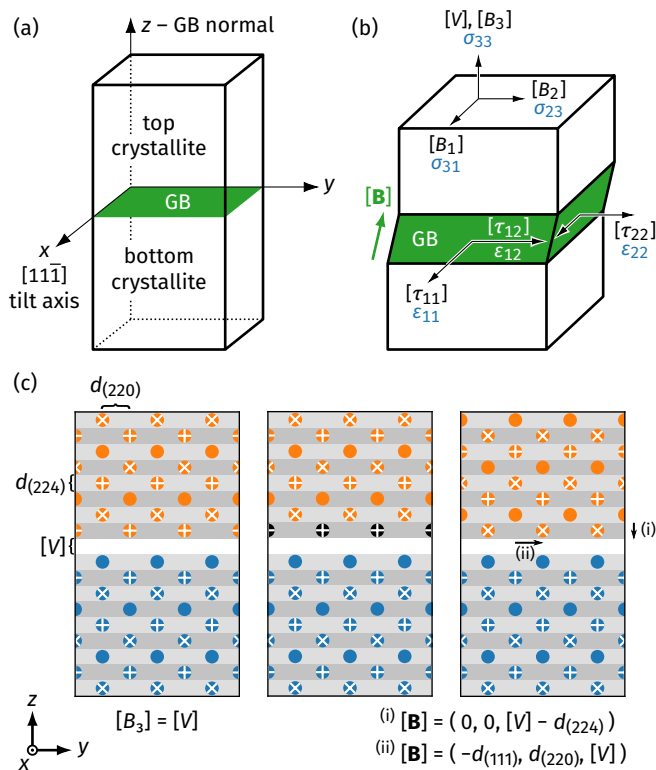 (a)
z – GB normal
top
crystallite
GB
y
x
[111̅]
tilt axis
bottom
crystallite
(b)
[V], [B₃]
σ₃₃
[B₂]
σ₂₃
[B₁]
σ₃₁
[B]
GB
[τ₁₂]
ε₁₂
[τ₂₂]
ε₂₂
[τ₁₁]
ε₁₁
(c)
d₍₂₂₀₎
d₍₂₂₄₎
[V]
(i)
(ii)
z
x
y
[B₃] = [V]
(i) [B] = ( 0, 0, [V] − d₍₂₂₄₎ )
(ii) [B] = ( −d₍₁₁₁₎, d₍₂₂₀₎, [V] )